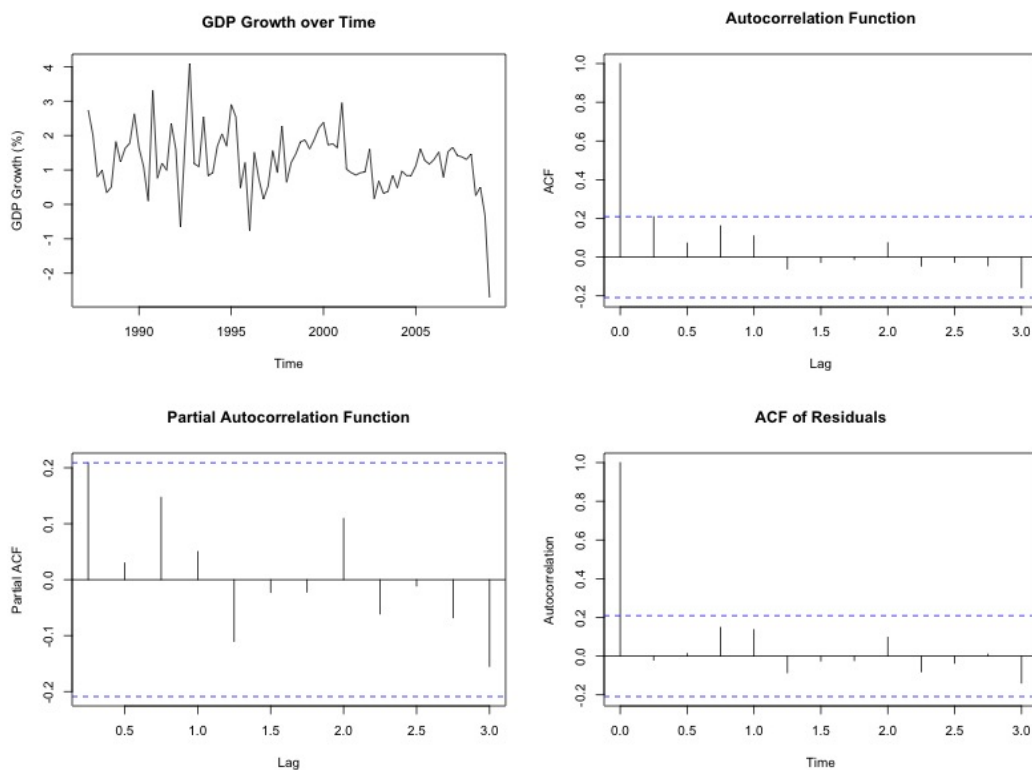 GDP Growth over Time
GDP Growth (%)
4
3
2
1
0
-1
-2
1990 1995 2000 2005
Time
Autocorrelation Function
ACF
1.0
0.8
0.6
0.4
0.2
0.0
-0.2
0.0 0.5 1.0 1.5 2.0 2.5 3.0
Lag
Partial Autocorrelation Function
Partial ACF
0.2
0.1
0.0
-0.1
-0.2
0.5 1.0 1.5 2.0 2.5 3.0
Lag
ACF of Residuals
Autocorrelation
1.0
0.8
0.6
0.4
0.2
0.0
-0.2
0.0 0.5 1.0 1.5 2.0 2.5 3.0
Time